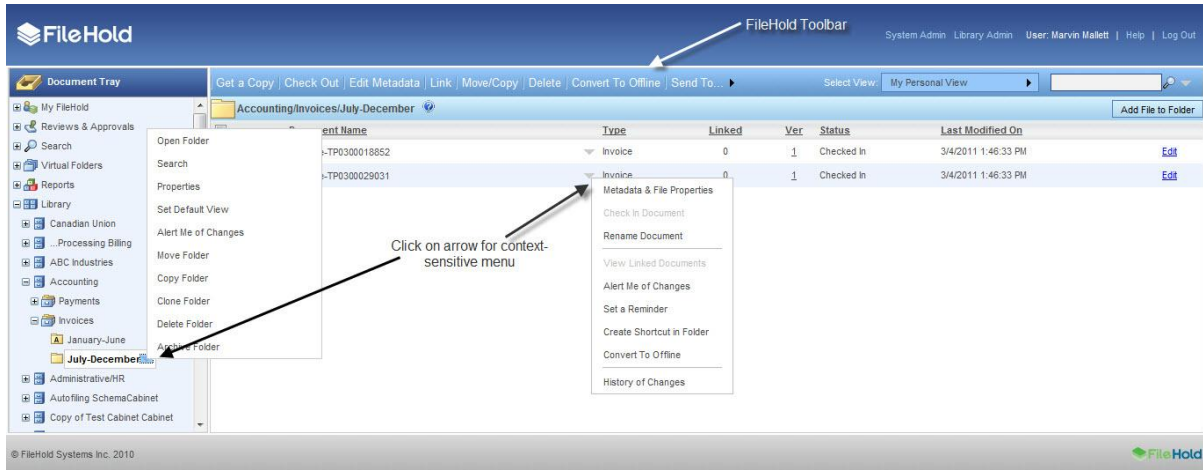 FileHold
FileHold Toolbar
System Admin Library Admin User: Marvin Mallett | Help | Log Out
Document Tray
Get a Copy | Check Out | Edit Metadata | Link | Move/Copy | Delete | Convert To Offline | Send To...
Select View: My Personal View
My FileHold
Reviews & Approvals
Search
Virtual Folders
Reports
Library
Canadian Union
...Processing Billing
ABC Industries
Accounting
Payments
Invoices
A January-June
July-December
Administrative/HR
Autofiling SchemaCabinet
Copy of Test Cabinet Cabinet
Open Folder
Search
Properties
Set Default View
Alert Me of Changes
Move Folder
Copy Folder
Clone Folder
Delete Folder
Archive Folder
Accounting/Invoices/July-December
Add File to Folder
ent Name Type Linked Ver Status Last Modified On
e-TP0300018852 Invoice 0 1 Checked In 3/4/2011 1:46:33 PM Edit
e-TP0300029031 Invoice 0 1 Checked In 3/4/2011 1:46:33 PM Edit
Click on arrow for context-
sensitive menu
Metadata & File Properties
Check In Document
Rename Document
View Linked Documents
Alert Me of Changes
Set a Reminder
Create Shortcut in Folder
Convert To Offline
History of Changes
© FileHold Systems Inc. 2010
FileHold